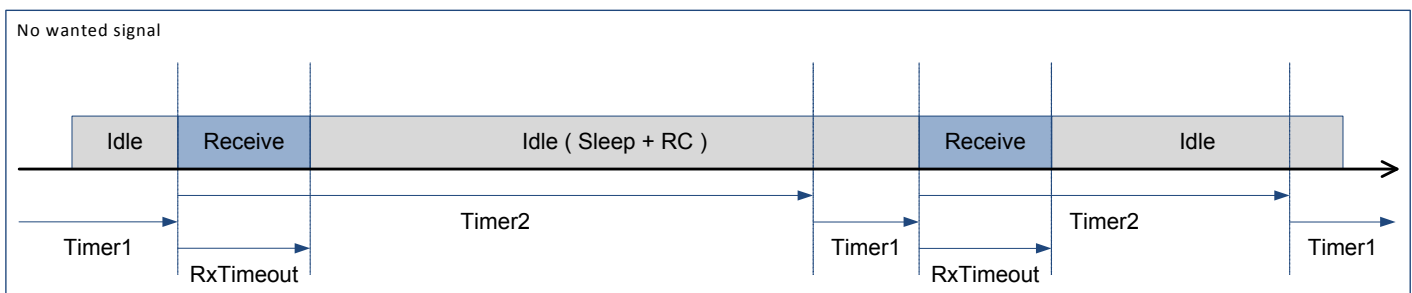 No wanted signal
Idle
Receive
Idle ( Sleep + RC )
Receive
Idle
Timer2
Timer2
Timer1
Timer1
Timer1
RxTimeout
RxTimeout